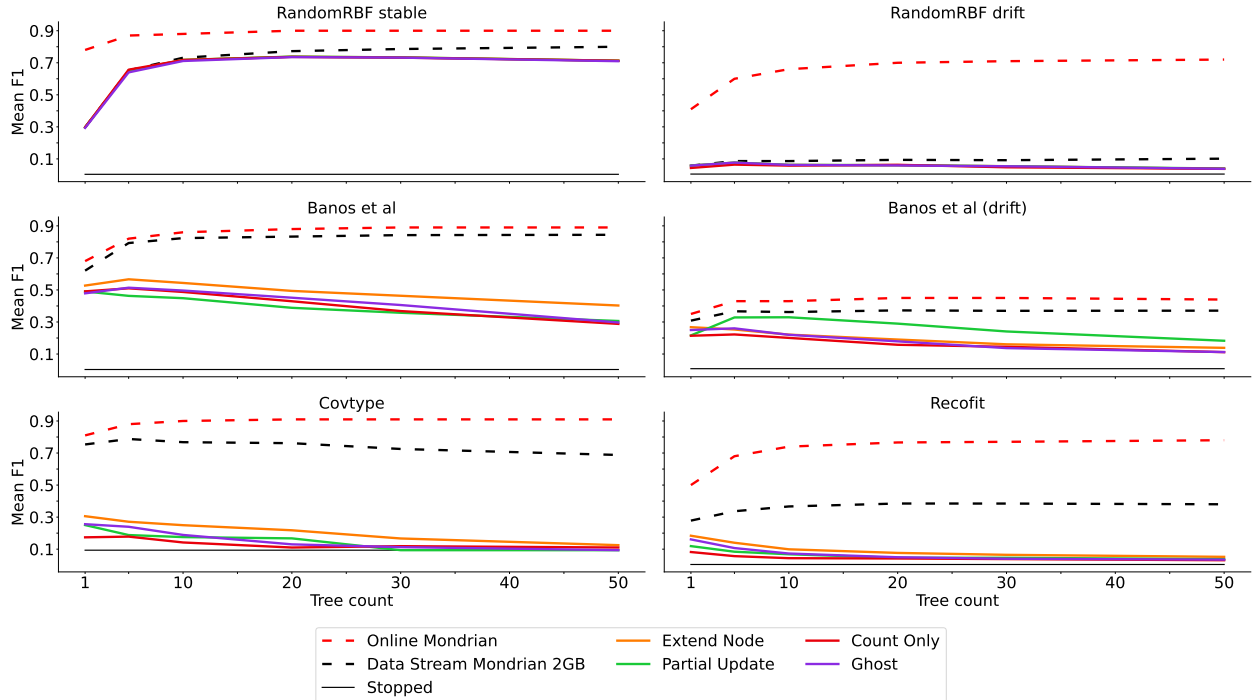 RandomRBF stable
RandomRBF drift
Mean F1
0.9
0.7
0.5
0.3
0.1
Banos et al
Banos et al (drift)
Mean F1
0.9
0.7
0.5
0.3
0.1
Covtype
Recofit
Mean F1
0.9
0.7
0.5
0.3
0.1
1 10 20 30 40 50
Tree count
1 10 20 30 40 50
Tree count
Online Mondrian
Data Stream Mondrian 2GB
Stopped
Extend Node
Partial Update
Count Only
Ghost